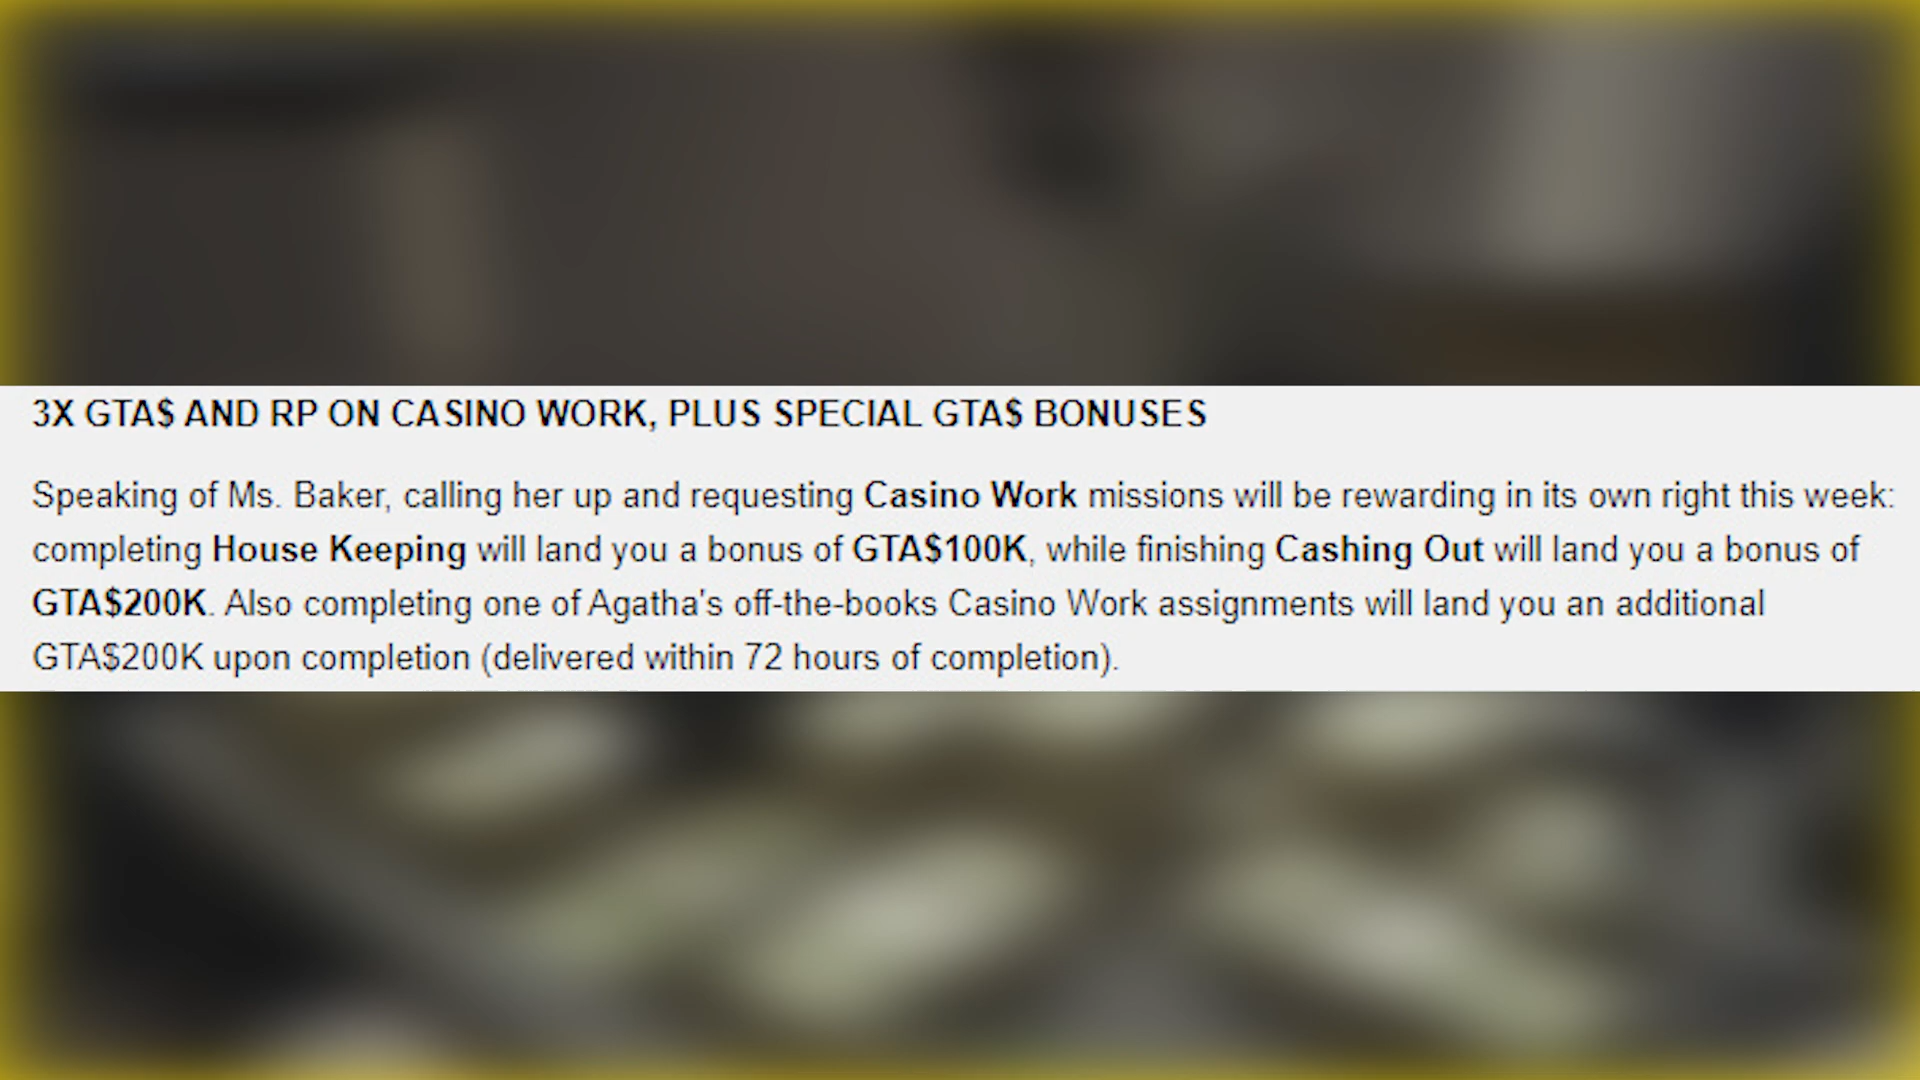 3X GTA$ AND RP ON CASINO WORK, PLUS SPECIAL GTA$ BONUSES
Speaking of Ms. Baker, calling her up and requesting Casino Work missions will be rewarding in its own right this week:
completing House Keeping will land you a bonus of GTA$100K, while finishing Cashing Out will land you a bonus of
GTA$200K. Also completing one of Agatha's off-the-books Casino Work assignments will land you an additional
GTA$200K upon completion (delivered within 72 hours of completion).